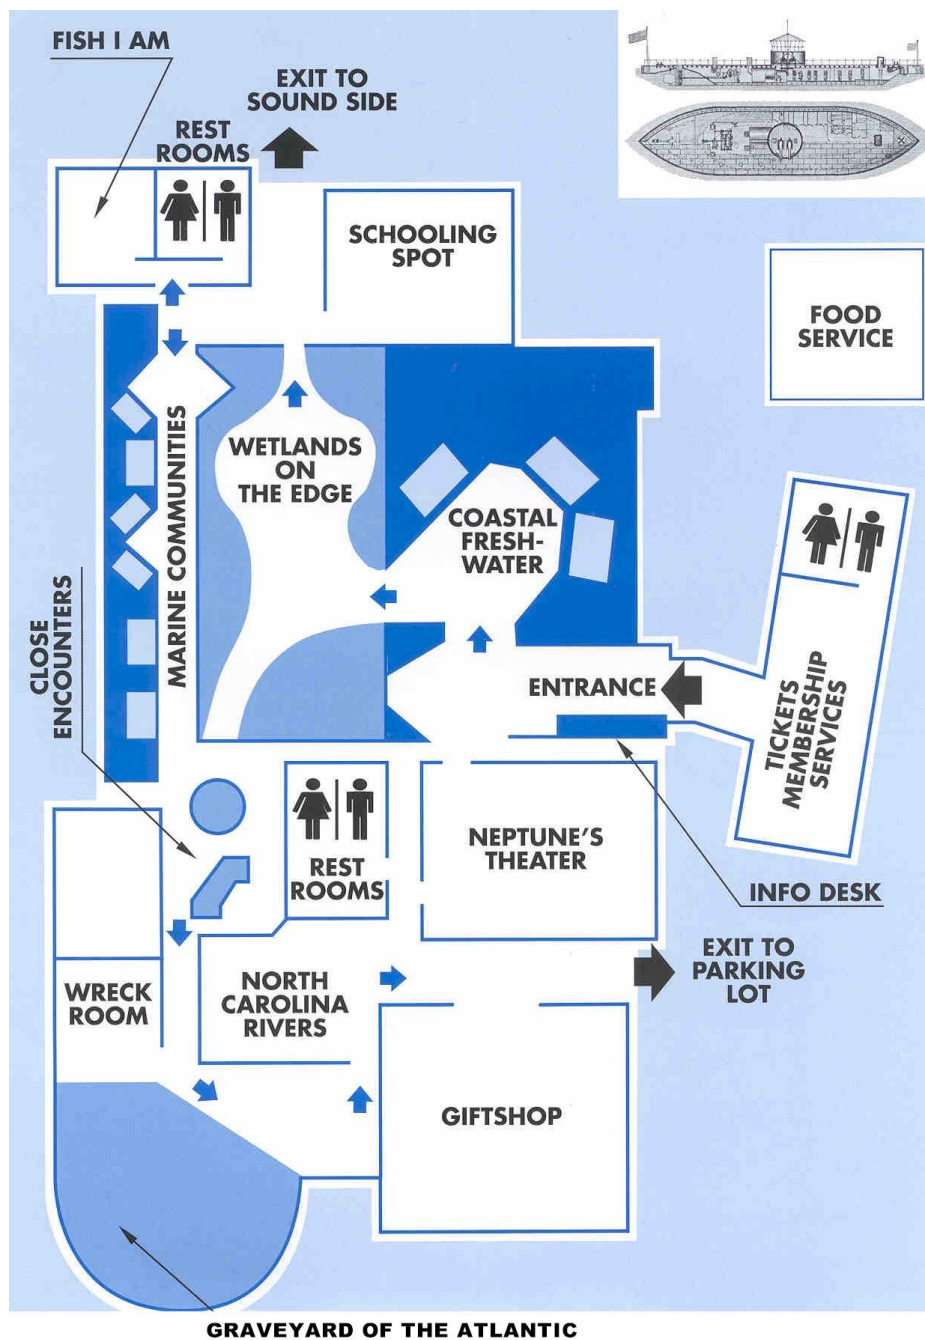 FISH I AM
EXIT TO
SOUND SIDE
REST
ROOMS
SCHOOLING
SPOT
FOOD
SERVICE
WETLANDS
ON
THE EDGE
MARINE COMMUNITIES
COASTAL
FRESH-
WATER
CLOSE
ENCOUNTERS
ENTRANCE
TICKETS
MEMBERSHIP
SERVICES
REST
ROOMS
NEPTUNE'S
THEATER
INFO DESK
EXIT TO
PARKING
LOT
WRECK
ROOM
NORTH
CAROLINA
RIVERS
GIFTSHOP
GRAVEYARD OF THE ATLANTIC